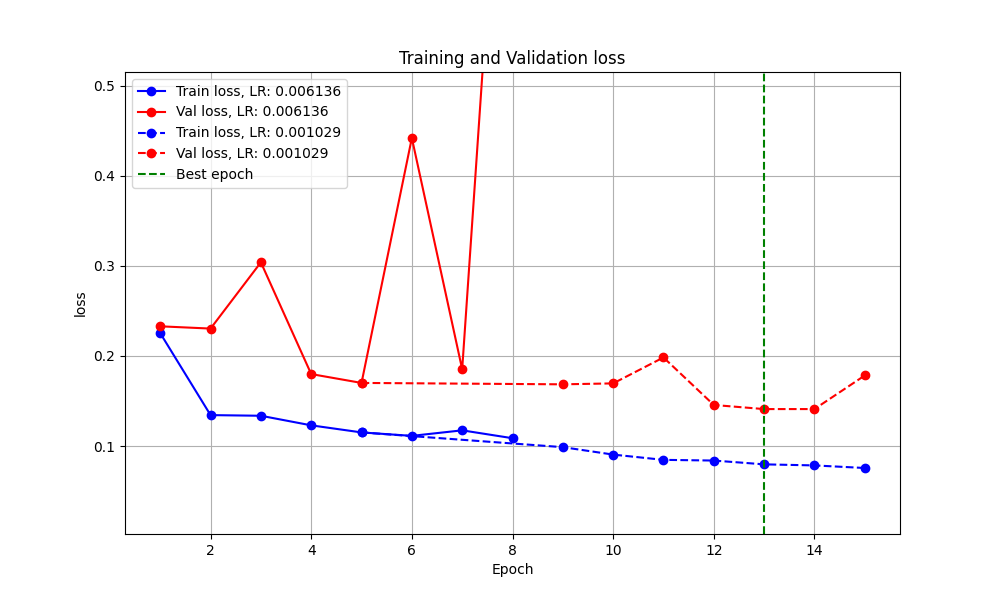 Training and Validation loss
Train loss, LR: 0.006136
Val loss, LR: 0.006136
Train loss, LR: 0.001029
Val loss, LR: 0.001029
Best epoch
loss
0.5
0.4
0.3
0.2
0.1
2 4 6 8 10 12 14
Epoch